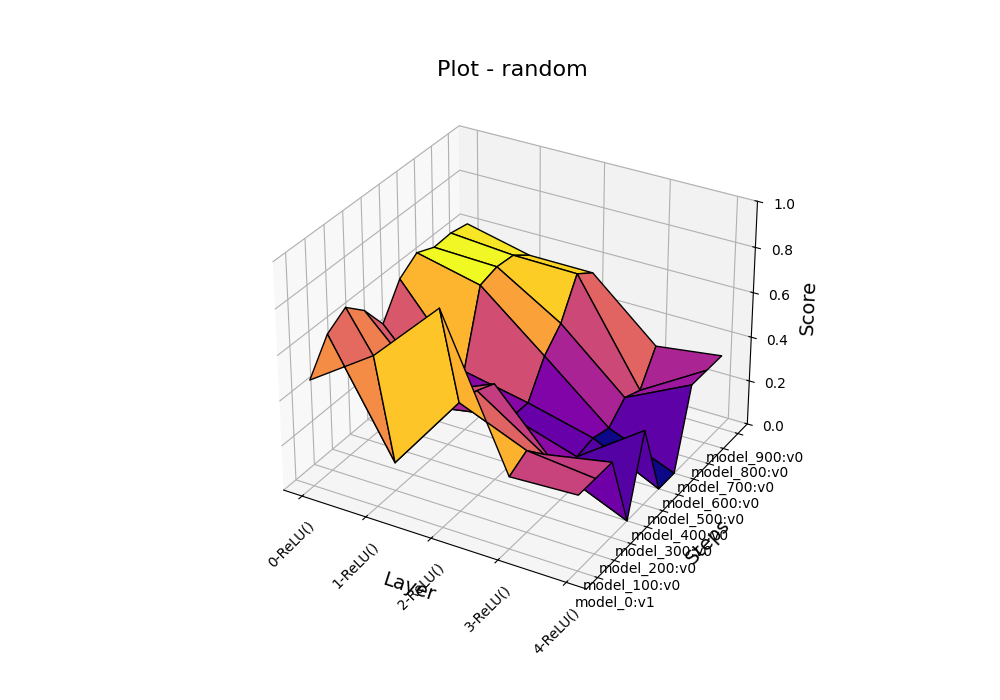 Plot - random
1.0
0.8
0.6
0.4
0.2
0.0
Score
model_900:v0
model_800:v0
model_700:v0
model_600:v0
model_500:v0
model_400:v0
model_300:v0
model_200:v0
model_100:v0
model_0:v1
Steps
0-ReLU()
1-ReLU()
2-ReLU()
3-ReLU()
4-ReLU()
Layer